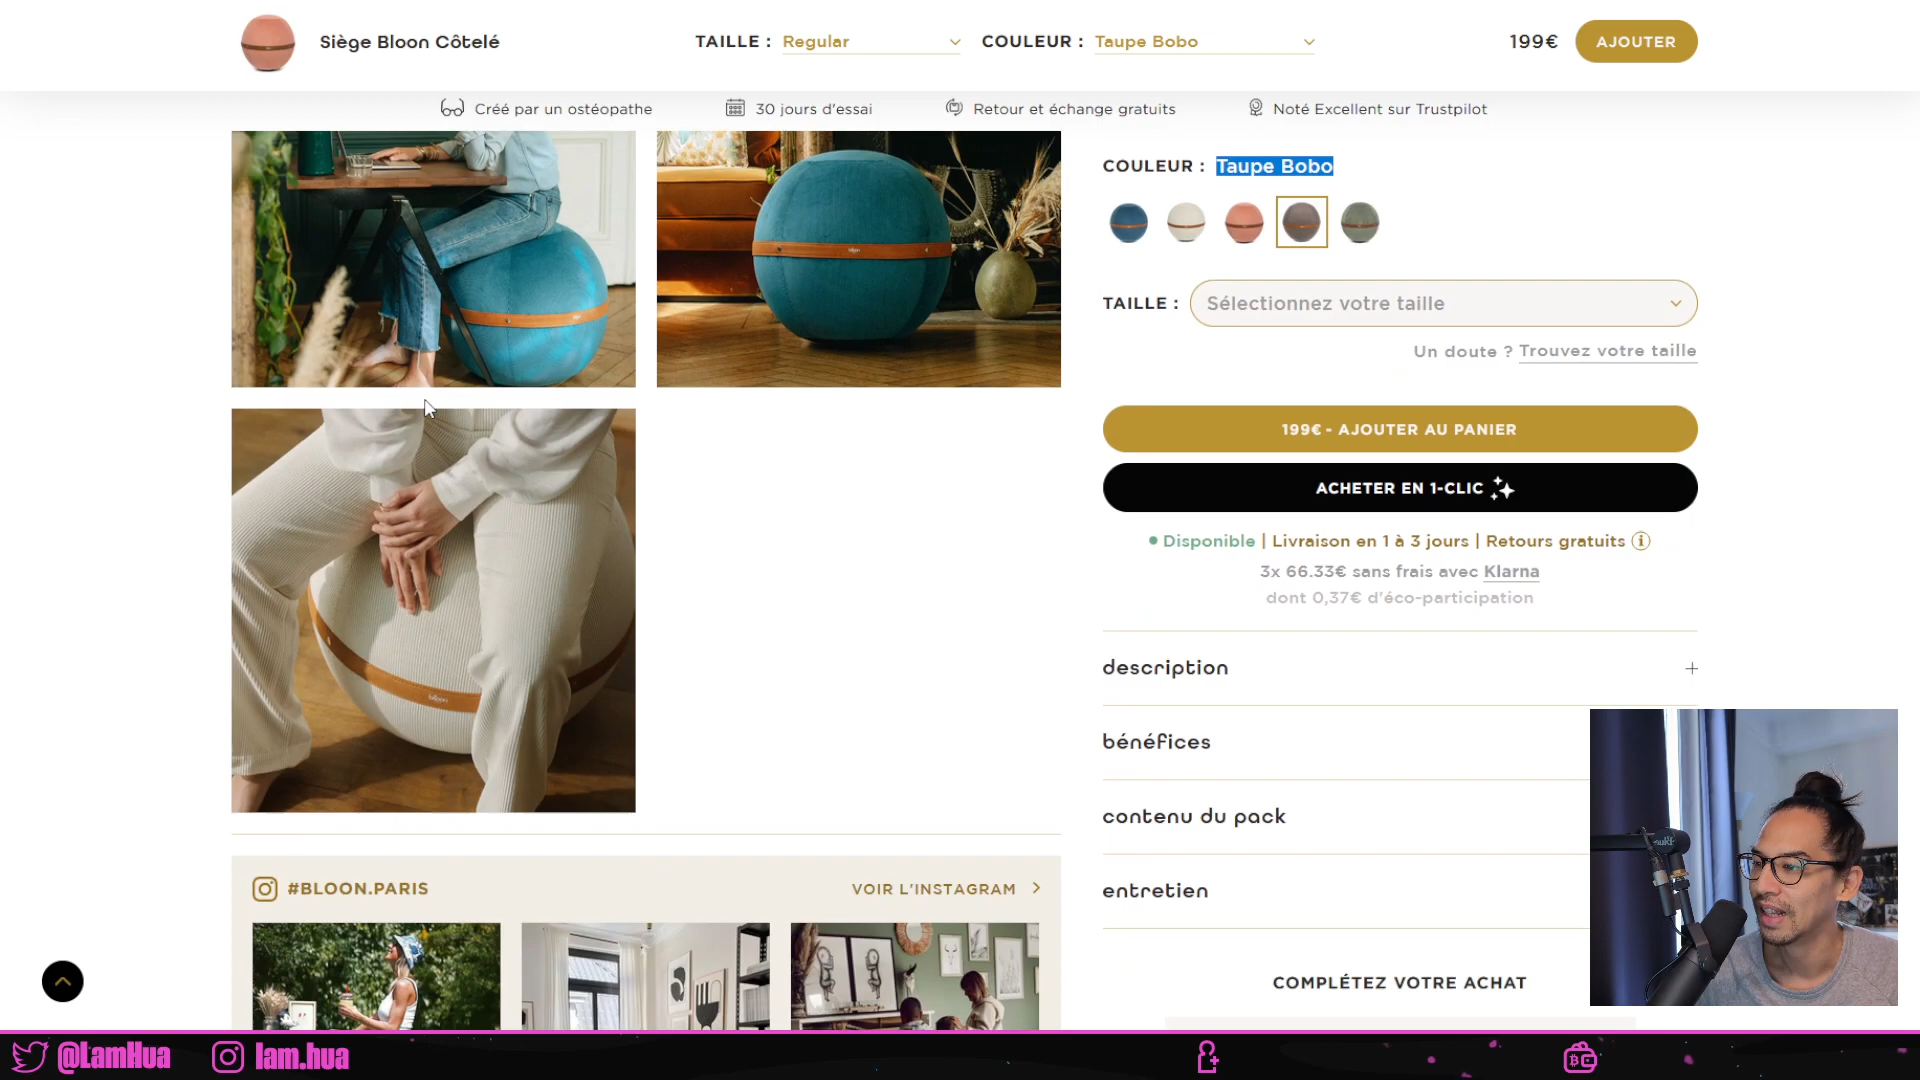 Siège Bloon Côtelé
TAILLE : Regular
COULEUR : Taupe Bobo
199€
AJOUTER
Créé par un ostéopathe
30 jours d'essai
Retour et échange gratuits
Noté Excellent sur Trustpilot
COULEUR : Taupe Bobo
TAILLE : Sélectionnez votre taille
Un doute ? Trouvez votre taille
199€ - AJOUTER AU PANIER
ACHETER EN 1-CLIC
Disponible | Livraison en 1 à 3 jours | Retours gratuits
3x 66.33€ sans frais avec Klarna
dont 0,37€ d'éco-participation
description
bénéfices
contenu du pack
entretien
COMPLÉTEZ VOTRE ACHAT
bloon
#BLOON.PARIS
VOIR L'INSTAGRAM
@LamHua
lam.hua